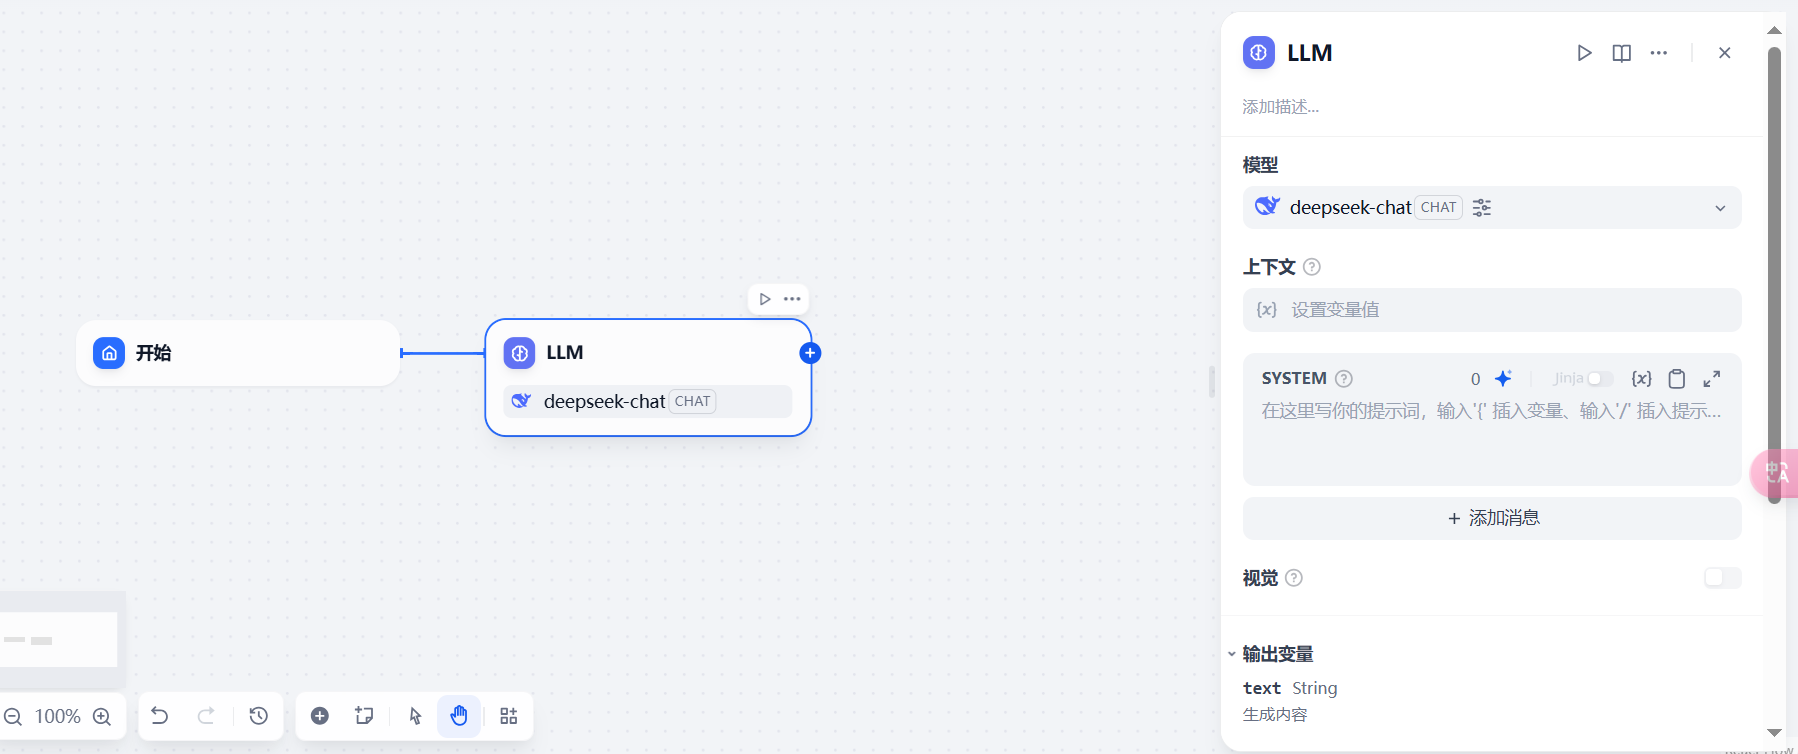 开始
LLM
deepseek-chat CHAT
100%
LLM
添加描述...
模型
deepseek-chat CHAT
上下文
{x} 设置变量值
SYSTEM 0 Jinja {x}
在这里写你的提示词，输入'{' 插入变量、输入'/' 插入提示...
+ 添加消息
视觉
输出变量
text String
生成内容
中A